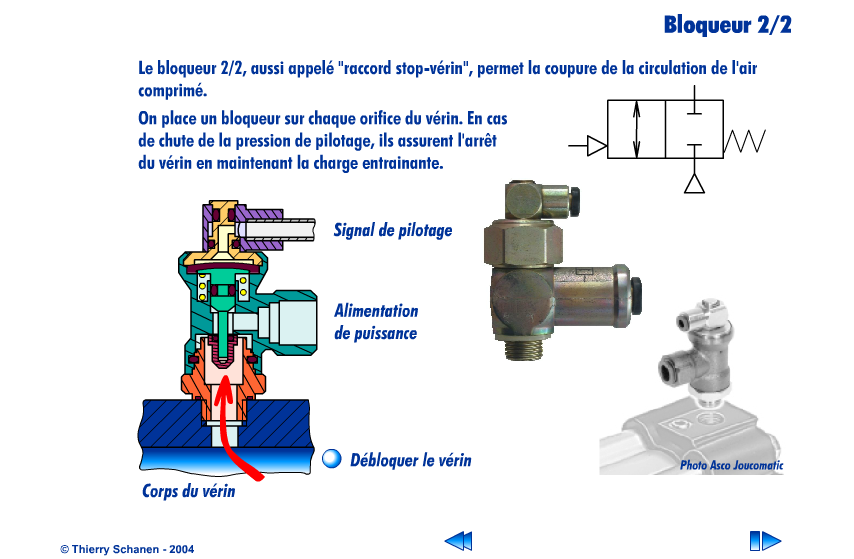 Bloqueur 2/2
Le bloqueur 2/2, aussi appelé "raccord stop-vérin", permet la coupure de la circulation de l'air
comprimé.
On place un bloqueur sur chaque orifice du vérin. En cas
de chute de la pression de pilotage, ils assurent l'arrêt
du vérin en maintenant la charge entrainante.
Signal de pilotage
Alimentation
de puissance
Débloquer le vérin
Corps du vérin
Photo Asco Joucomatic
© Thierry Schanen - 2004